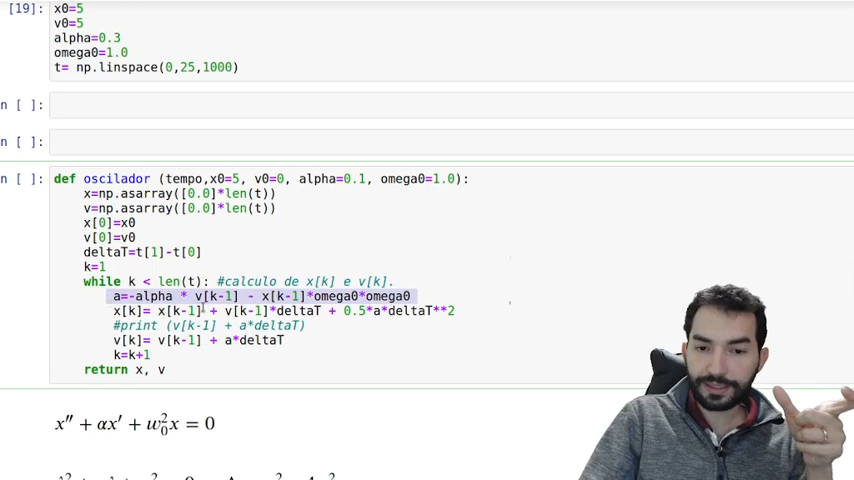 [19]: x0=5
v0=5
alpha=0.3
omega0=1.0
t= np.linspace(0,25,1000)
n [ ]:
n [ ]:
n [ ]: def oscilador (tempo,x0=5, v0=0, alpha=0.1, omega0=1.0):
x=np.asarray([0.0]*len(t))
v=np.asarray([0.0]*len(t))
x[0]=x0
v[0]=v0
deltaT=t[1]-t[0]
k=1
while k < len(t): #calculo de x[k] e v[k].
a=-alpha * v[k-1] - x[k-1]*omega0*omega0
x[k]= x[k-1] + v[k-1]*deltaT + 0.5*a*deltaT**2
#print (v[k-1] + a*deltaT)
v[k]= v[k-1] + a*deltaT
k=k+1
return x, v
x′′ + αx′ + w₀²x = 0